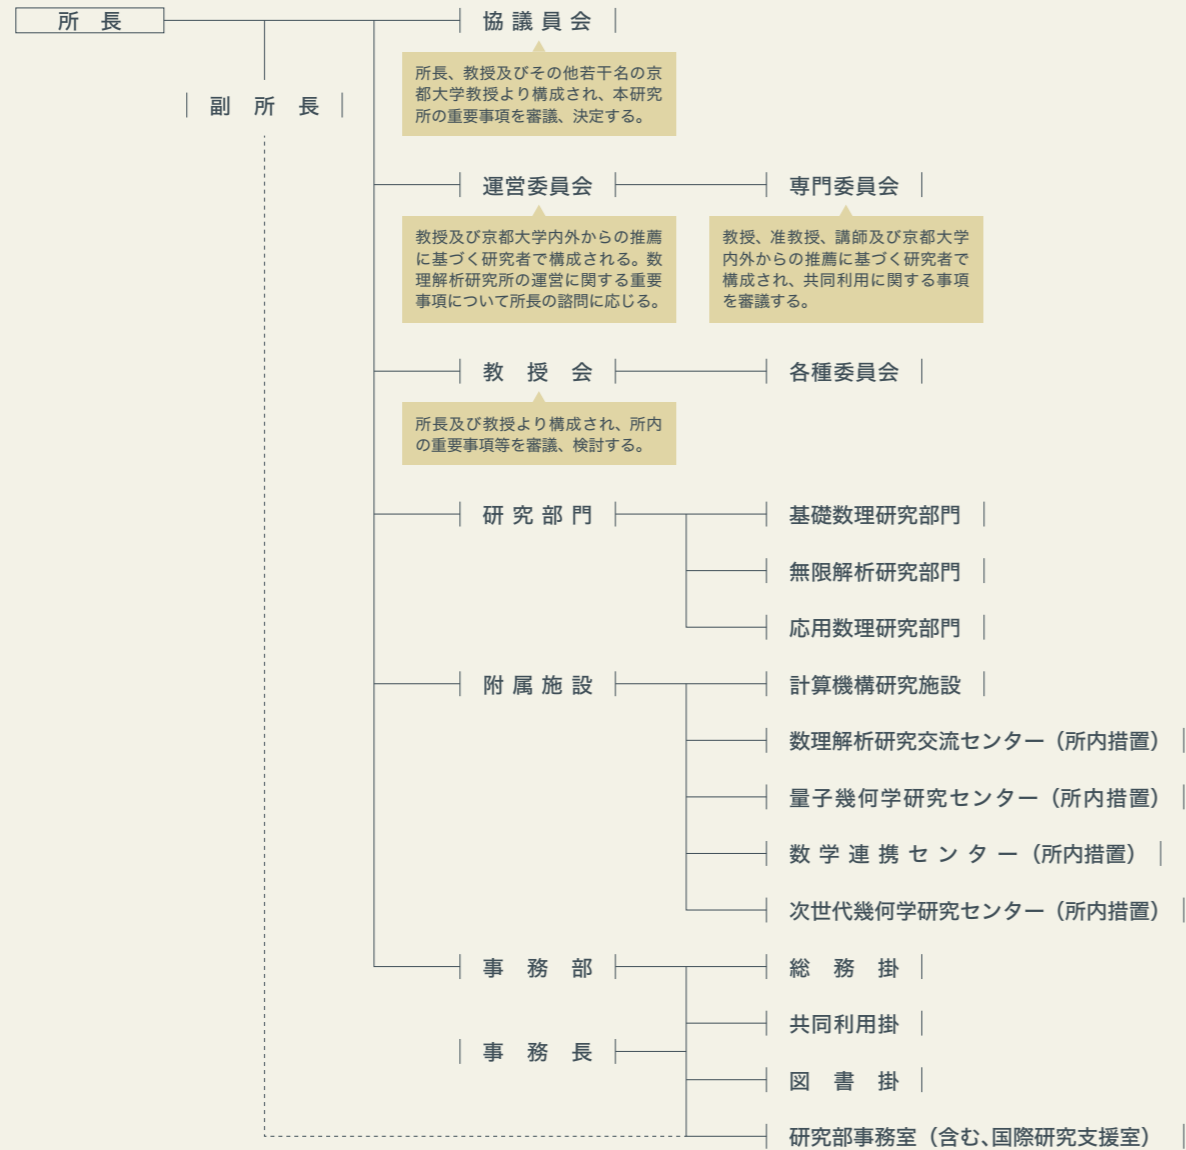 所長
協議員会
所長、教授及びその他若干名の京
都大学教授より構成され、本研究
所の重要事項を審議、決定する。
副所長
運営委員会
専門委員会
教授及び京都大学内外からの推薦
に基づく研究者で構成される。数
理解析研究所の運営に関する重要
事項について所長の諮問に応じる。
教授、准教授、講師及び京都大学
内外からの推薦に基づく研究者で
構成され、共同利用に関する事項
を審議する。
教授会
各種委員会
所長及び教授より構成され、所内
の重要事項等を審議、検討する。
研究部門
基礎数理研究部門
無限解析研究部門
応用数理研究部門
附属施設
計算機構研究施設
数理解析研究交流センター（所内措置）
量子幾何学研究センター（所内措置）
数学連携センター（所内措置）
次世代幾何学研究センター（所内措置）
事務部
総務掛
共同利用掛
事務長
図書掛
研究部事務室（含む、国際研究支援室）